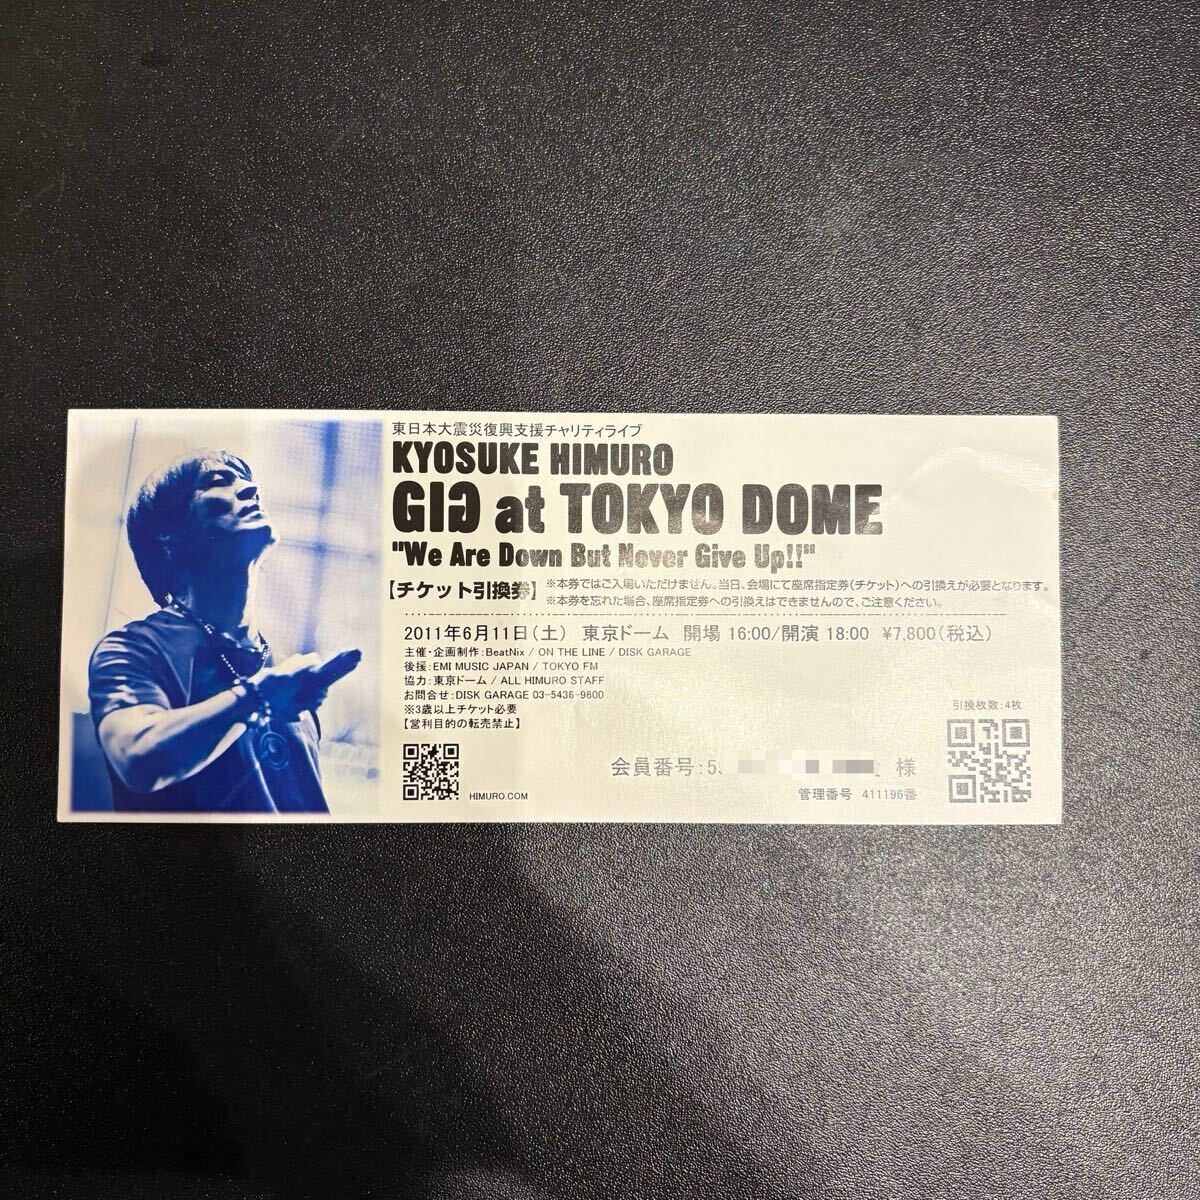 東日本大震災復興支援チャリティライブ
KYOSUKE HIMURO
GIG at TOKYO DOME
"We Are Down But Never Give Up!!"
【チケット引換券】
※本券ではご入場いただけません。当日、会場にて座席指定券(チケット)への引換えが必要となります。
※本券を忘れた場合、座席指定券への引換えはできませんので、ご注意ください。
2011年6月11日(土) 東京ドーム 開場 16:00/開演 18:00 ¥7,800(税込)
主催・企画制作:BeatNix / ON THE LINE / DISK GARAGE
後援:EMI MUSIC JAPAN / TOKYO FM
協力:東京ドーム / ALL HIMURO STAFF
お問合せ:DISK GARAGE 03-5436-9600
※3歳以上チケット必要
【営利目的の転売禁止】
引換枚数:4枚
会員番号:5 様
HIMURO.COM
管理番号 411196番